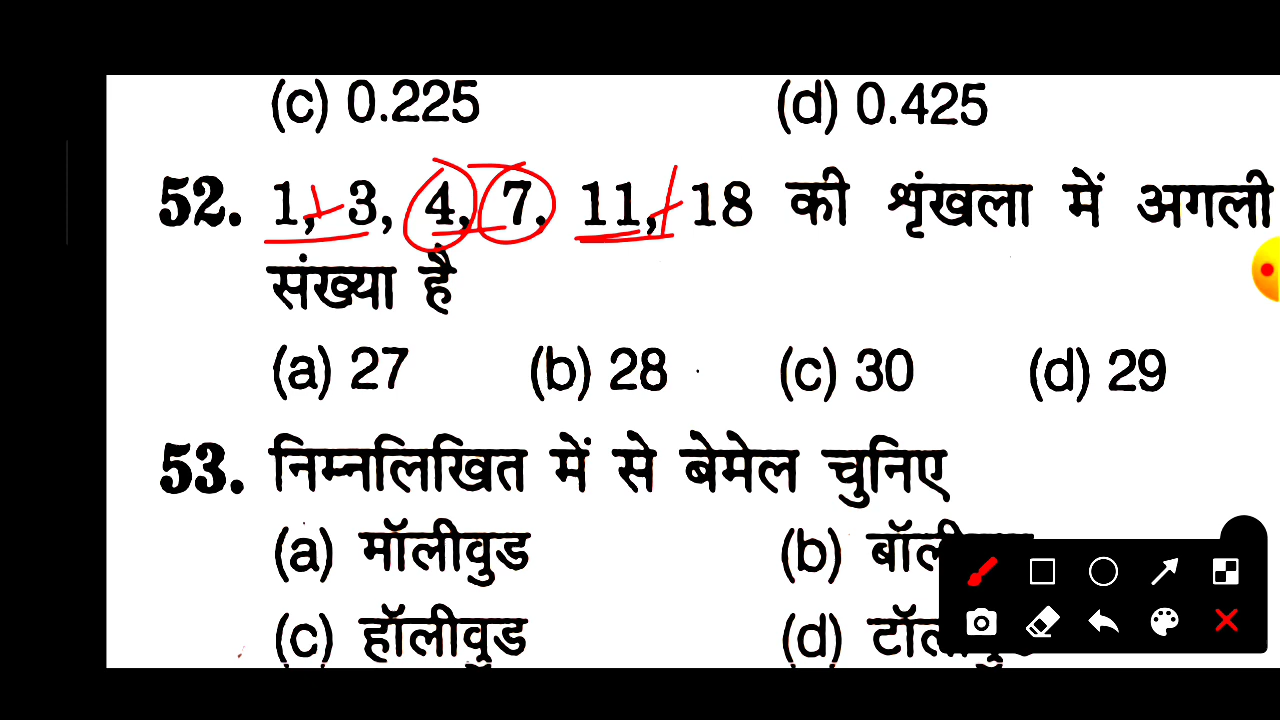 (c) 0.225 (d) 0.425
52. 1, 3, 4, 7, 11, 18 की शृंखला में अगली
संख्या है
(a) 27 (b) 28 (c) 30 (d) 29
53. निम्नलिखित में से बेमेल चुनिए
(a) मॉलीवुड (b)
(c) हॉलीवुड (d)